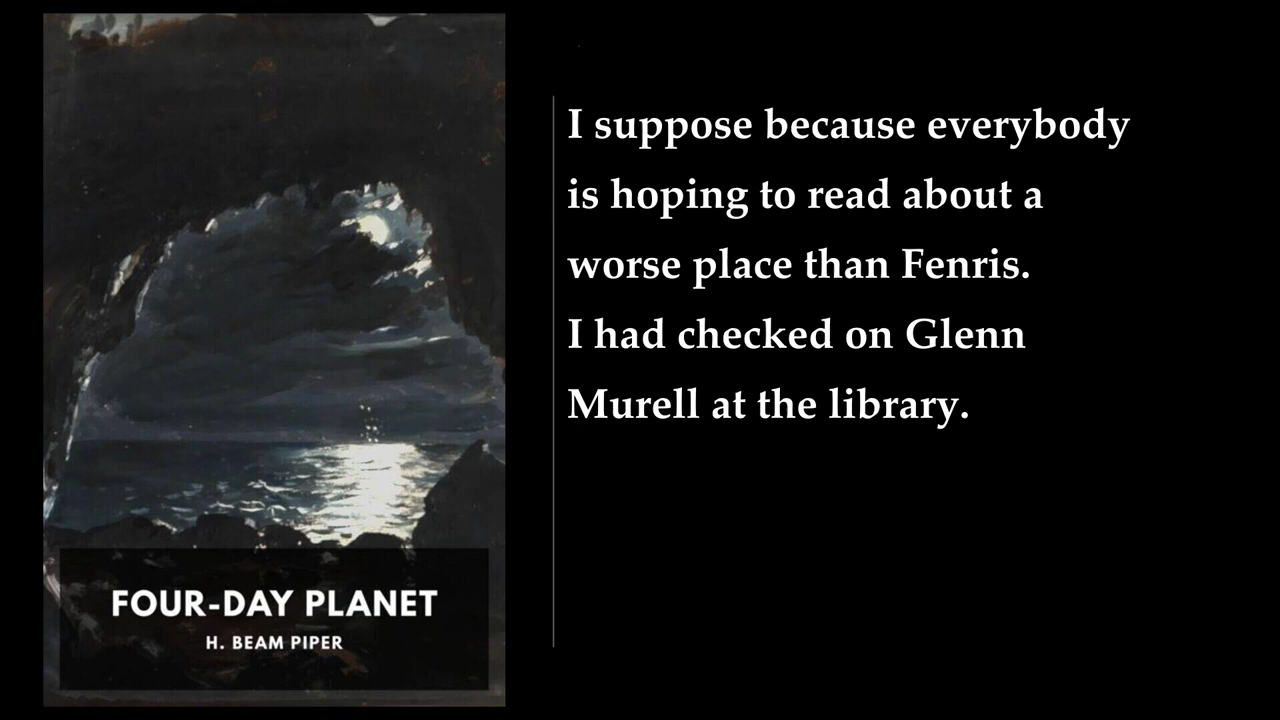 FOUR-DAY PLANET
H. BEAM PIPER
I suppose because everybody
is hoping to read about a
worse place than Fenris.
I had checked on Glenn
Murell at the library.